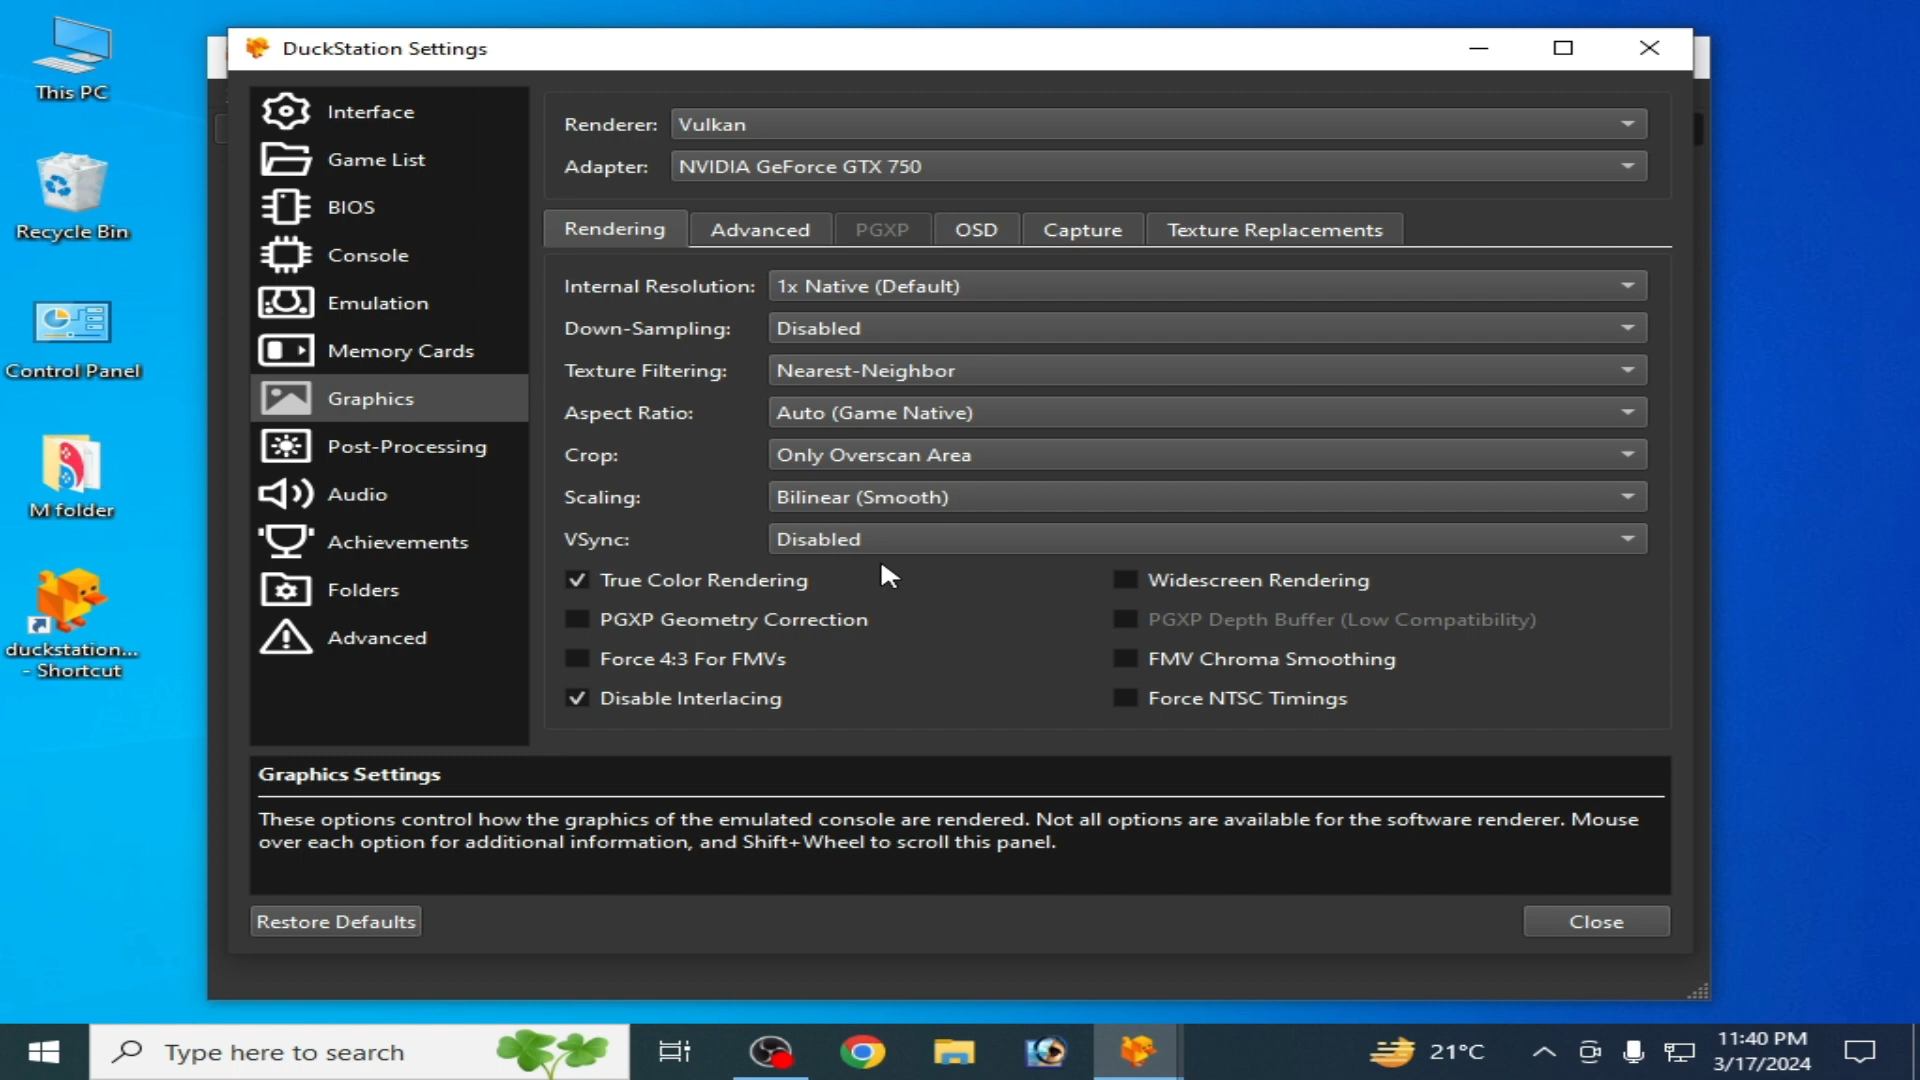 This PC
Recycle Bin
Control Panel
M folder
duckstation...
- Shortcut
DuckStation Settings
Interface
Game List
BIOS
Console
Emulation
Memory Cards
Graphics
Post-Processing
Audio
Achievements
Folders
Advanced
Renderer: Vulkan
Adapter: NVIDIA GeForce GTX 750
Rendering Advanced PGXP OSD Capture Texture Replacements
Internal Resolution: 1x Native (Default)
Down-Sampling: Disabled
Texture Filtering: Nearest-Neighbor
Aspect Ratio: Auto (Game Native)
Crop: Only Overscan Area
Scaling: Bilinear (Smooth)
VSync: Disabled
True Color Rendering Widescreen Rendering
PGXP Geometry Correction PGXP Depth Buffer (Low Compatibility)
Force 4:3 For FMVs FMV Chroma Smoothing
Disable Interlacing Force NTSC Timings
Graphics Settings
These options control how the graphics of the emulated console are rendered. Not all options are available for the software renderer. Mouse
over each option for additional information, and Shift+Wheel to scroll this panel.
Restore Defaults Close
Type here to search
21°C
11:40 PM
3/17/2024